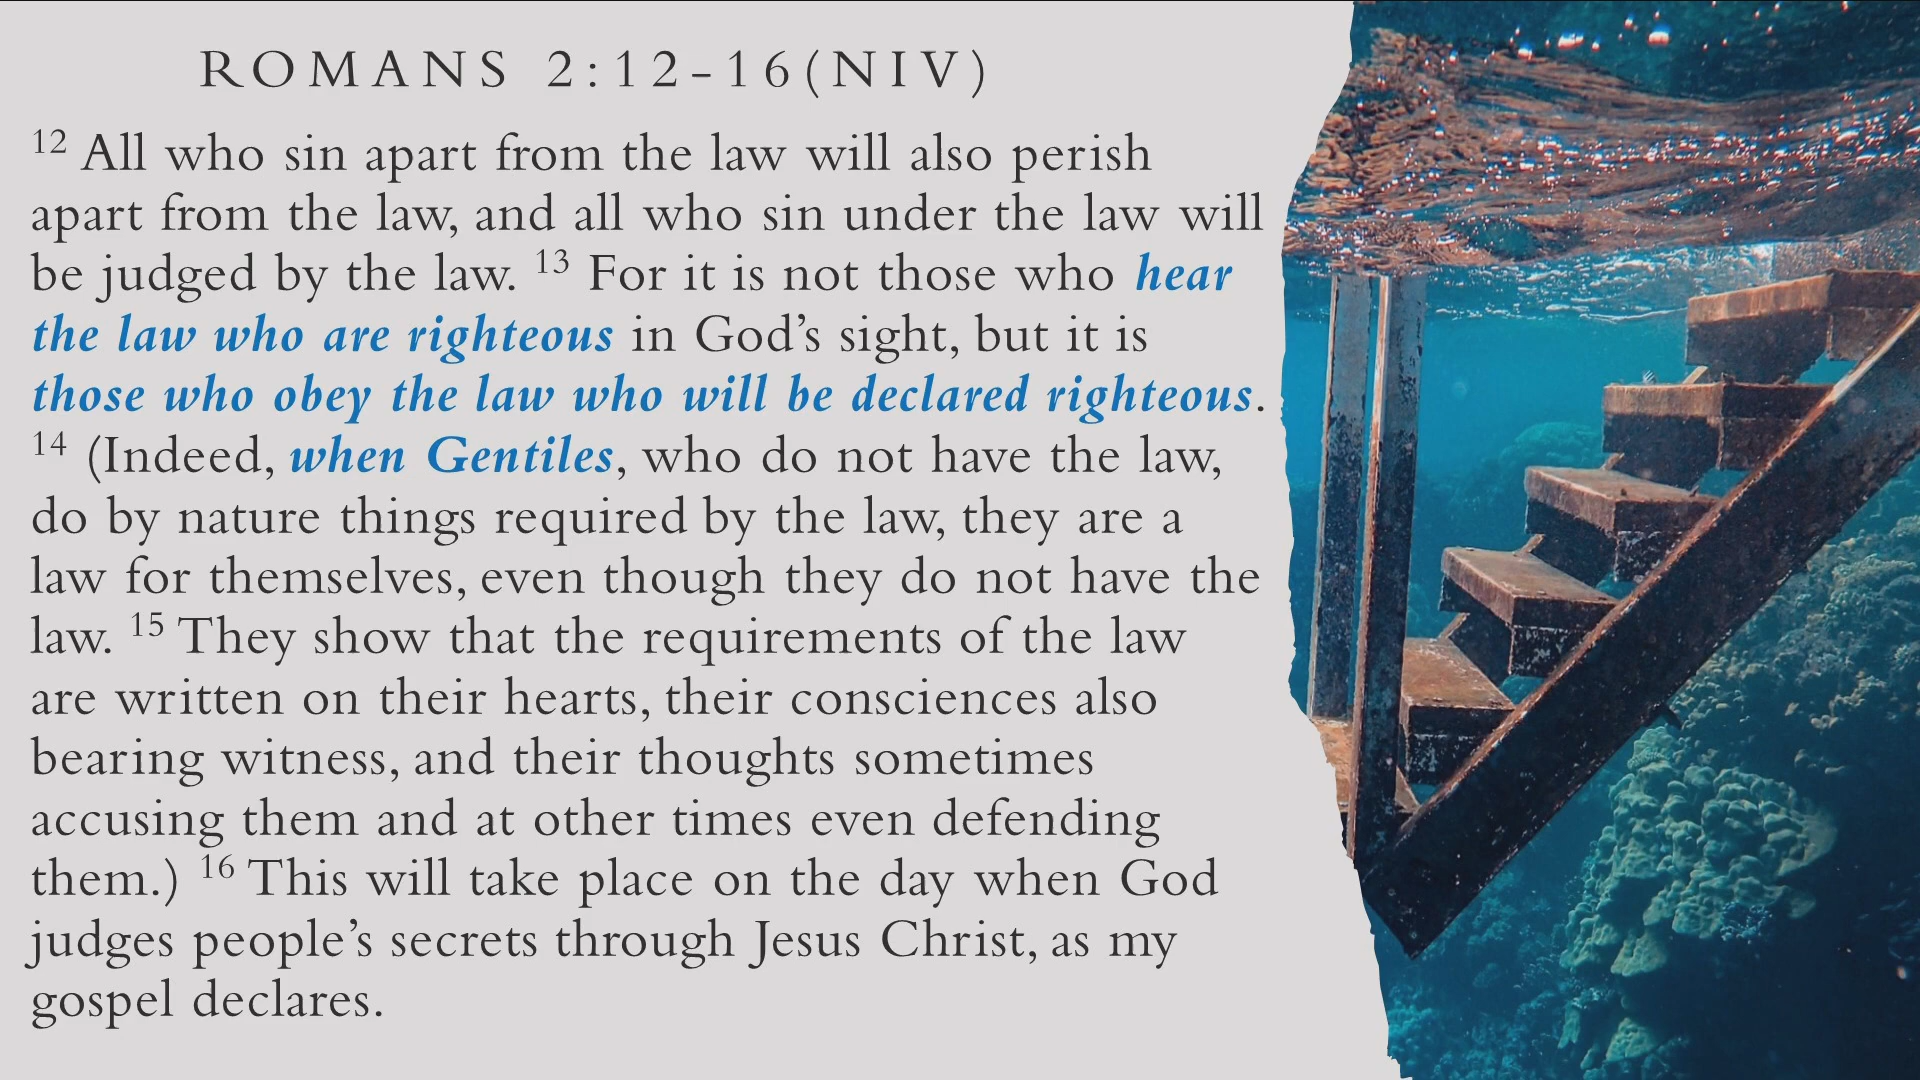 ROMANS 2:12-16(NIV)
12 All who sin apart from the law will also perish
apart from the law, and all who sin under the law will
be judged by the law. 13 For it is not those who hear
the law who are righteous in God’s sight, but it is
those who obey the law who will be declared righteous.
14 (Indeed, when Gentiles, who do not have the law,
do by nature things required by the law, they are a
law for themselves, even though they do not have the
law. 15 They show that the requirements of the law
are written on their hearts, their consciences also
bearing witness, and their thoughts sometimes
accusing them and at other times even defending
them.) 16 This will take place on the day when God
judges people’s secrets through Jesus Christ, as my
gospel declares.